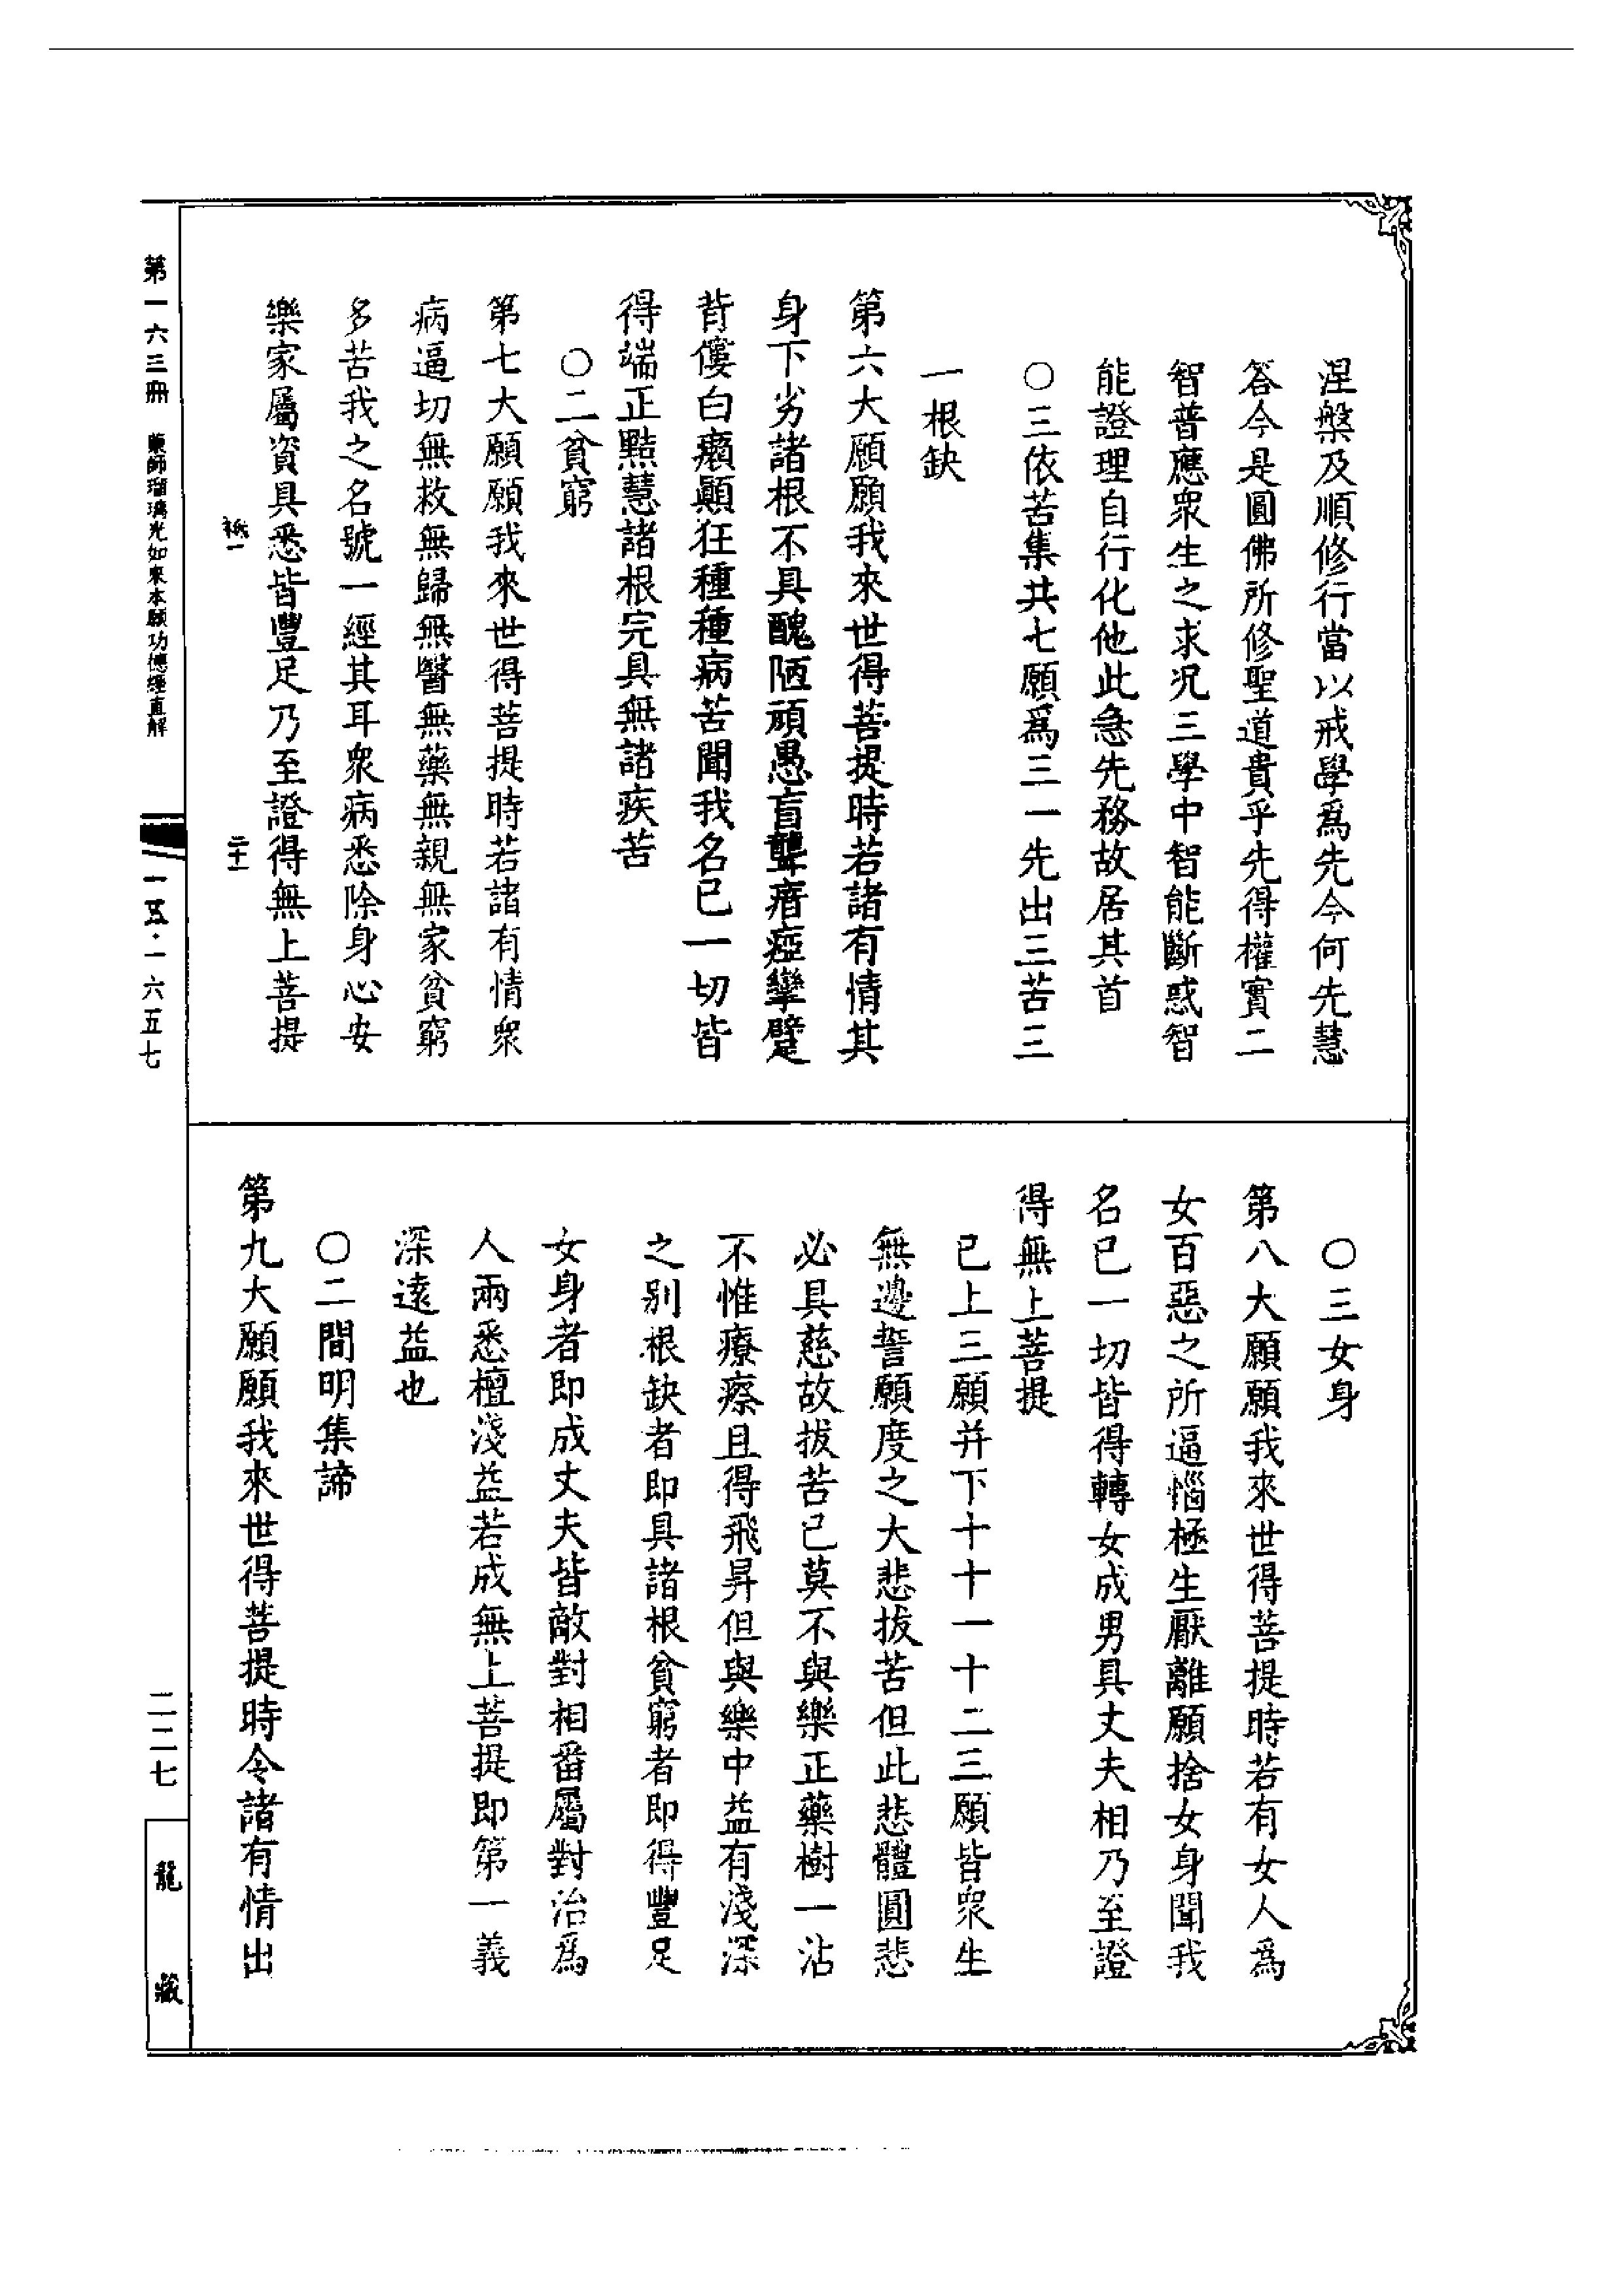 涅槃及順修行當以戒學爲先今何先慧
答今是圓佛所修聖道貴乎先得權實二
智普應衆生之求况三學中智能斷惑智
能證理自行化他此急先務故居其首
○三依苦集共七願爲三一先出三苦三
一根缺
第六大願願我來世得菩提時若諸有情其
身下劣諸根不具醜陋頑愚盲聾瘖瘂攣躄
背僂白癩顚狂種種病苦聞我名已一切皆
得端正黠慧諸根完具無諸疾苦
○二貧窮
第七大願願我來世得菩提時若諸有情衆
病逼切無救無歸無醫無藥無親無家貧窮
多苦我之名號一經其耳衆病悉除身心安
樂家屬資具悉皆豐足乃至證得無上菩提
二十一
○三女身
第八大願願我來世得菩提時若有女人爲
女百惡之所逼惱極生厭離願捨女身聞我
名已一切皆得轉女成男具丈夫相乃至證
得無上菩提
已上三願并下十十一十二三願皆衆生
無邊誓願度之大悲拔苦但此悲體圓悲
必具慈故拔苦已莫不與樂正藥樹一沾
不惟療瘵且得飛昇但與樂中益有淺深
之别根缺者即具諸根貧窮者即得豐足
女身者即成丈夫皆敵對相番屬對治爲
人兩悉檀淺益若成無上菩提即第一義
深遠益也
○二間明集諦
第九大願願我來世得菩提時令諸有情出
第一六三冊 藥師瑠璃光如來本願功德經直解
一六五七
二二七
龍藏